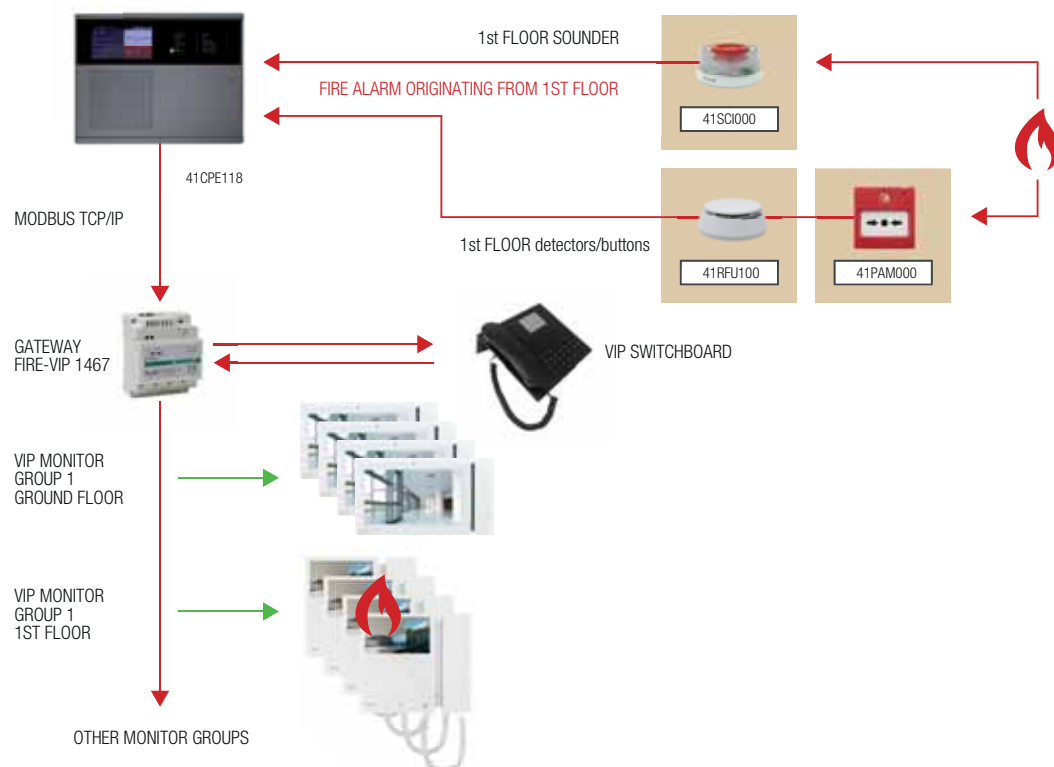 1st FLOOR SOUNDER
FIRE ALARM ORIGINATING FROM 1ST FLOOR
41SCI000
41CPE118
MODBUS TCP/IP
1st FLOOR detectors/buttons
41RFU100
41PAM000
GATEWAY
FIRE-VIP 1467
VIP SWITCHBOARD
VIP MONITOR
GROUP 1
GROUND FLOOR
VIP MONITOR
GROUP 1
1ST FLOOR
OTHER MONITOR GROUPS